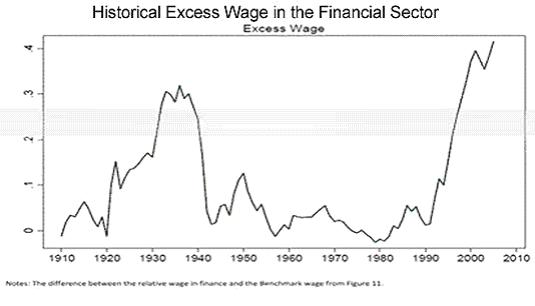 Historical Excess Wage in the Financial Sector
Excess Wage
.4
.3
.2
.1
0
1910 1920 1930 1940 1950 1960 1970 1980 1990 2000 2010
Notes: The difference between the relative wage in finance and the Benchmark wage from Figure 11.